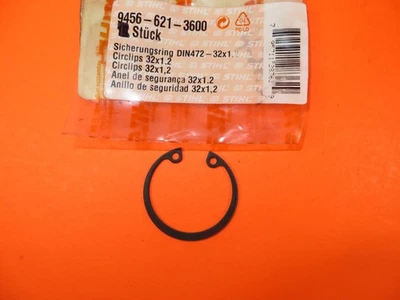 9456-621-3600
1 Stück
Sicherungsring DIN472-32x1.
Circlips 32x1.2
Circlips 32x1,2
Anel de segurança 32x1.2
Anillo de seguridad 32x1,2
STIHL